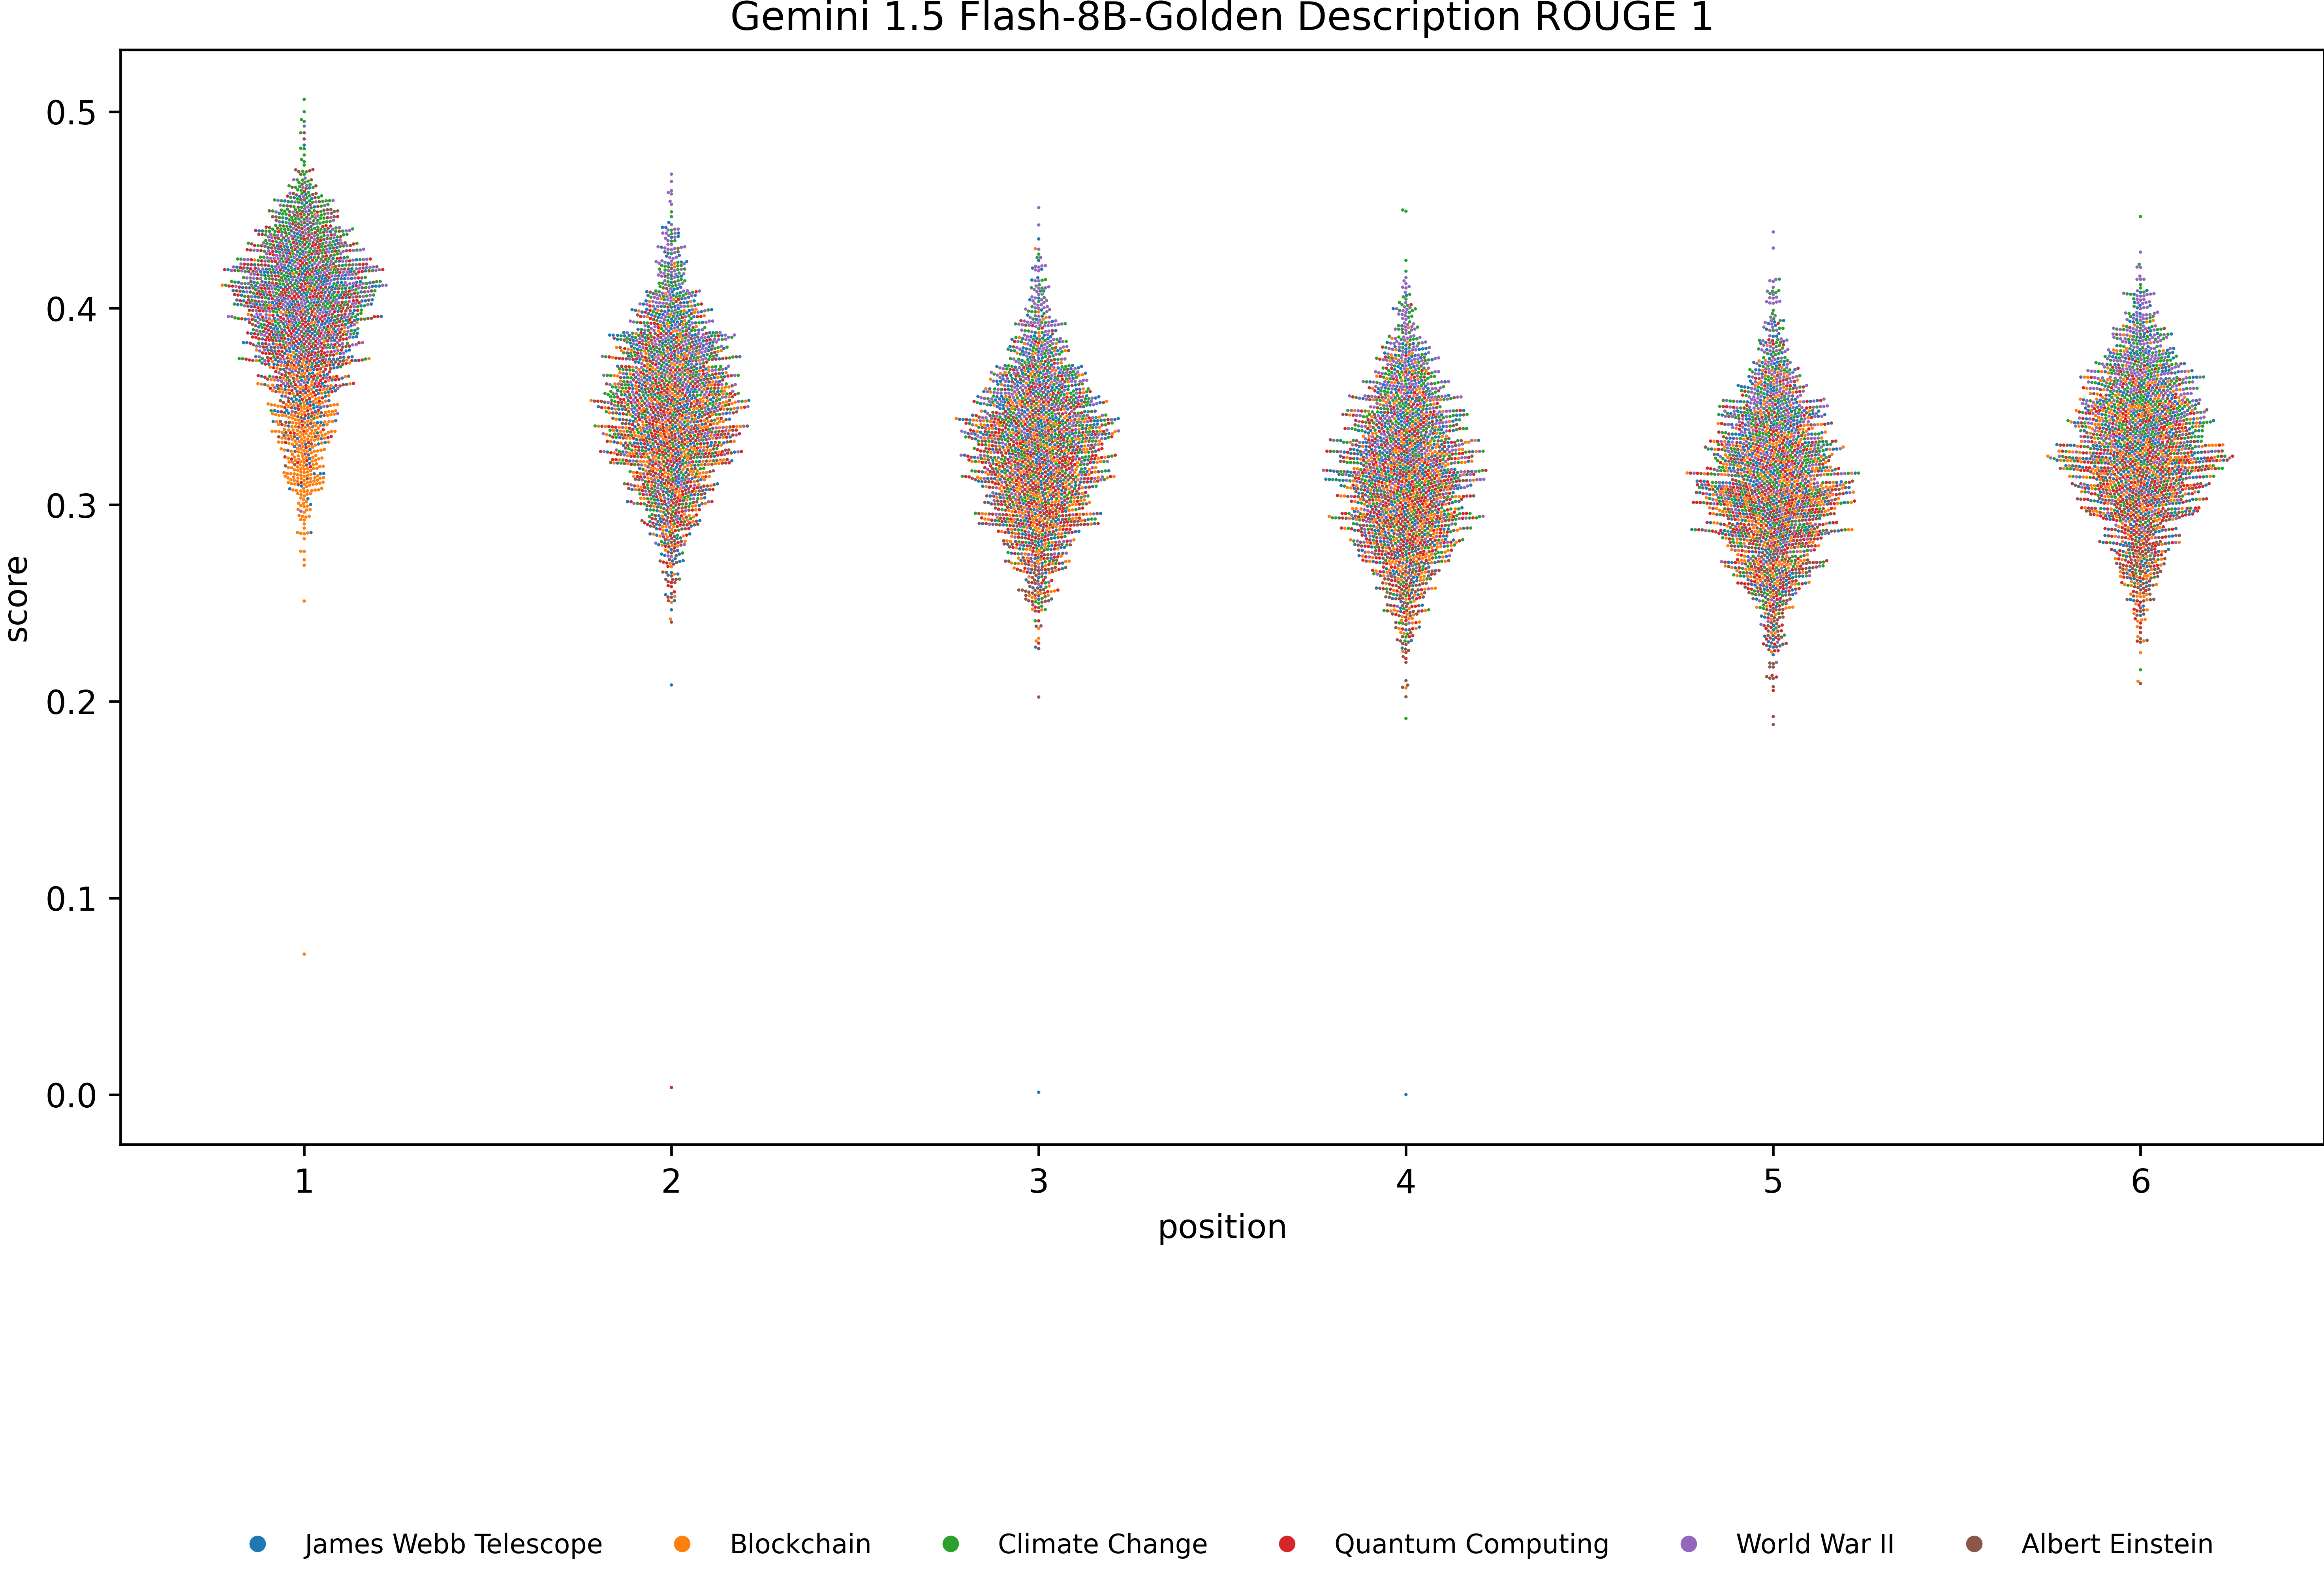 Gemini 1.5 Flash-8B-Golden Description ROUGE 1
0.5
0.4
0.3
0.2
0.1
0.0
score
1 2 3 4 5 6
position
James Webb Telescope Blockchain Climate Change Quantum Computing World War II Albert Einstein